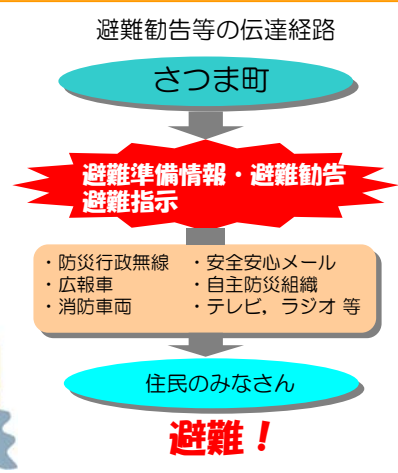 避難勧告等の伝達経路
さつま町
避難準備情報・避難勧告
避難指示
・防災行政無線 ・安全安心メール
・広報車 ・自主防災組織
・消防車両 ・テレビ，ラジオ 等
住民のみなさん
避難！